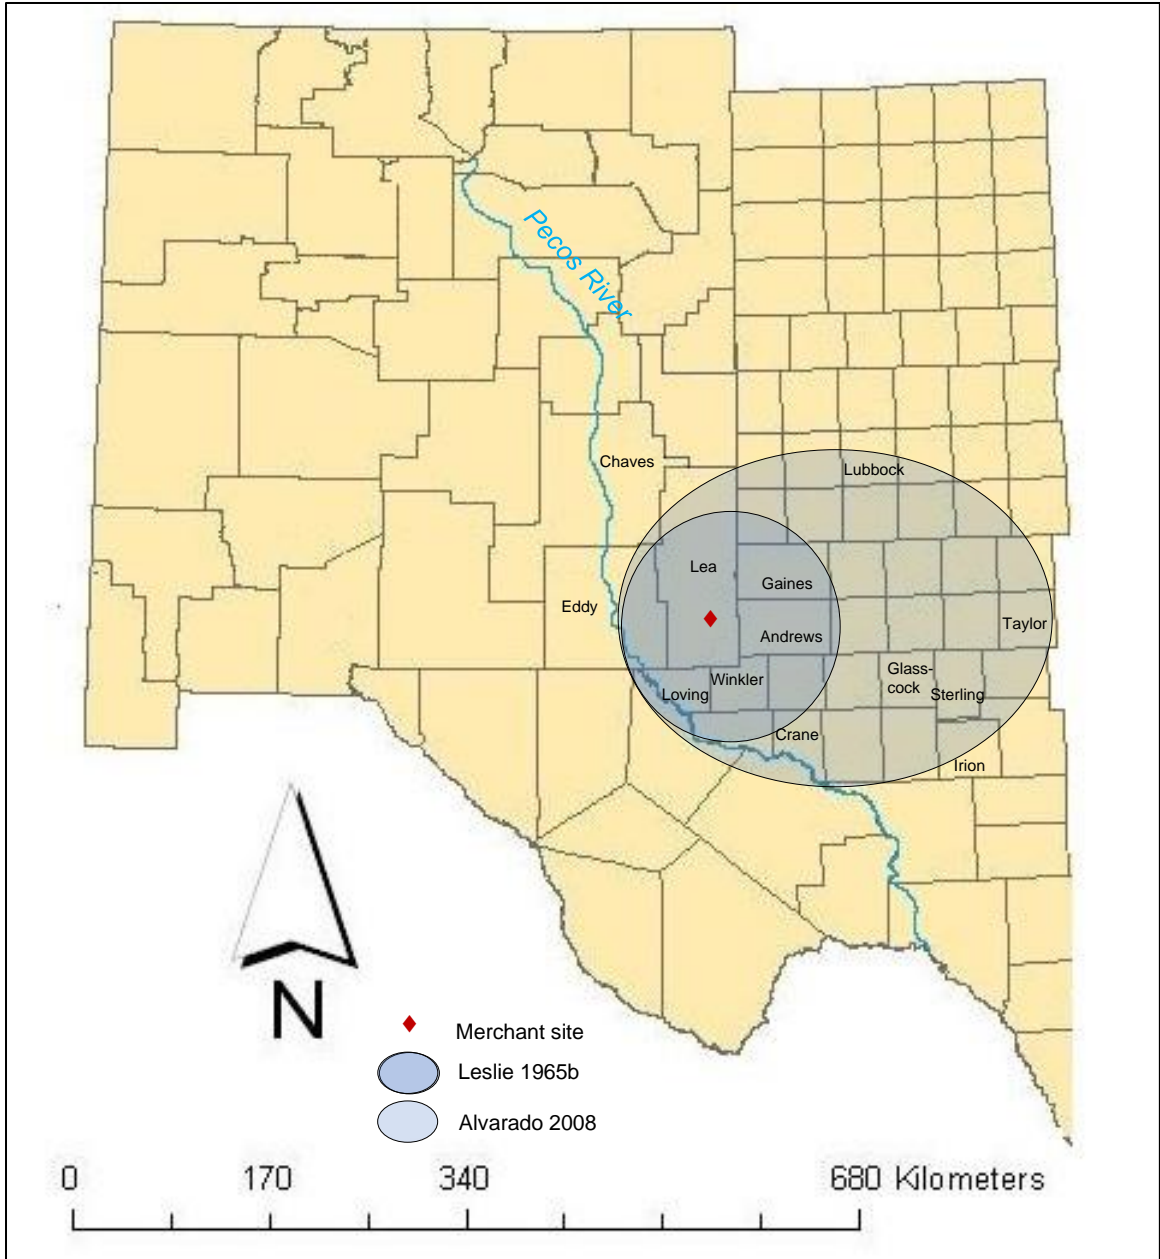 Pecos River
Lubbock
Chaves
Lea
Gaines
Eddy
Andrews
Taylor
Glass-
cock
Winkler
Loving
Sterling
Crane
Irion
N
Merchant site
Leslie 1965b
Alvarado 2008
0 170 340 680 Kilometers